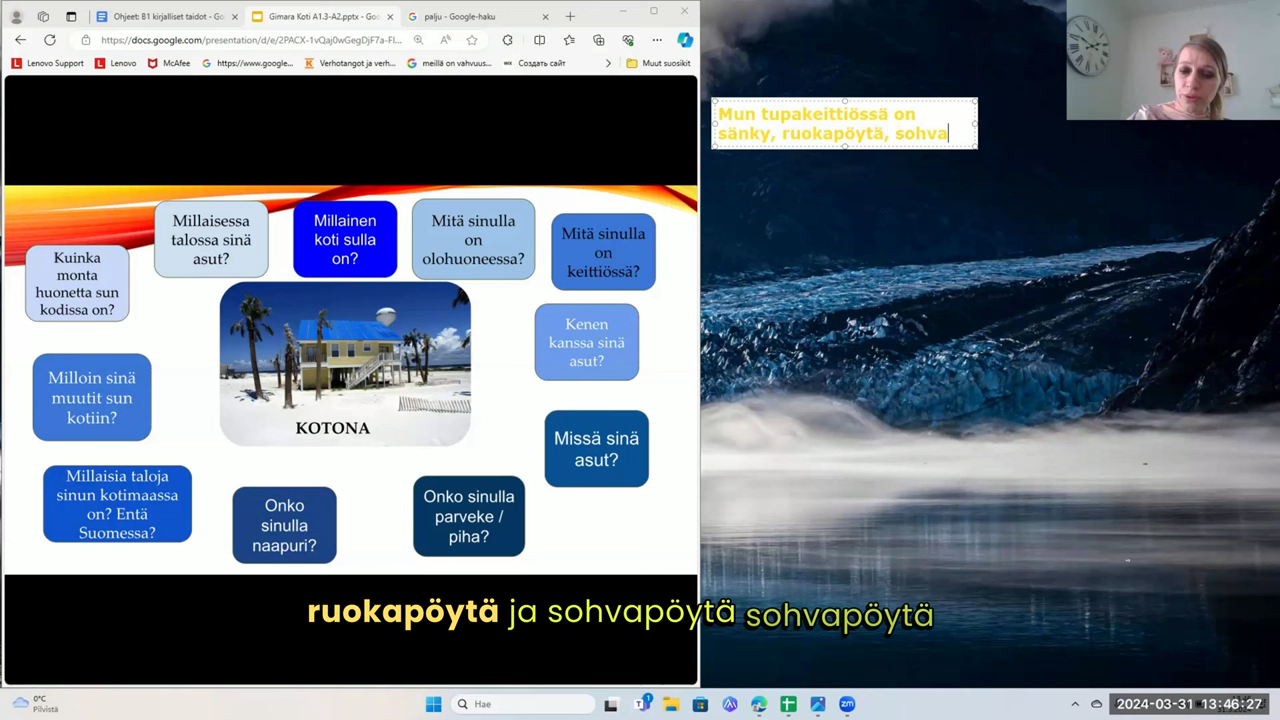 Ohjeet: B1 kirjalliset taidot - Go
Gimara Koti A1.3-A2.pptx - Goo
palju - Google-haku
https://docs.google.com/presentation/d/e/2PACX-1vQaj0wGegDjF7a-Fl...
Lenovo Support
Lenovo
McAfee
https://www.google...
Verhotangot ja verh...
meillä on vahvuus...
Создать сайт
Muut suosikit
Mun tupakeittiössä on
sänky, ruokapöytä, sohva
Millaisessa
talossa sinä
asut?
Millainen
koti sulla
on?
Mitä sinulla
on
olohuoneessa?
Mitä sinulla
on
keittiössä?
Kuinka
monta
huonetta sun
kodissa on?
Kenen
kanssa sinä
asut?
Milloin sinä
muutit sun
kotiin?
KOTONA
Missä sinä
asut?
Millaisia taloja
sinun kotimaassa
on? Entä
Suomessa?
Onko
sinulla
naapuri?
Onko sinulla
parveke /
piha?
ruokapöytä ja sohvapöytä sohvapöytä
0°C
Pilvistä
Hae
2024-03-31 13:46:27